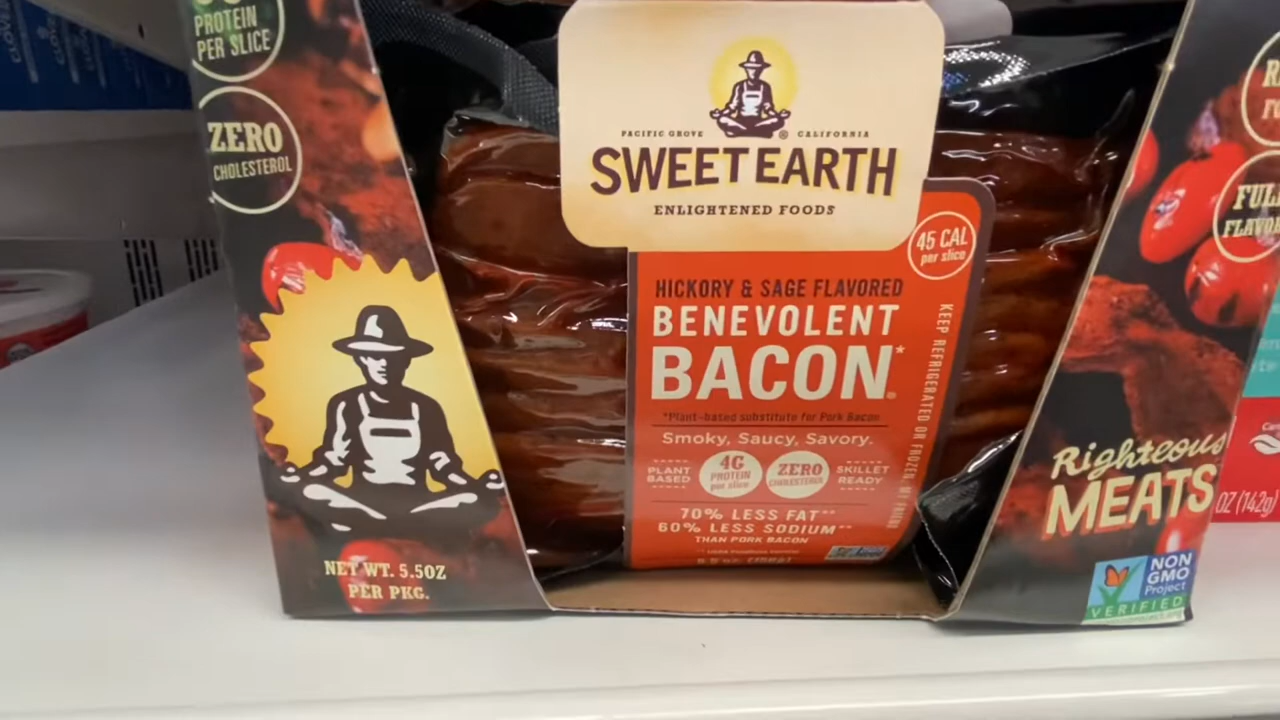 PROTEIN
PER SLICE
ZERO
CHOLESTEROL
NET WT. 5.5OZ
PER PKG.
PACIFIC GROVE ® CALIFORNIA
SWEET EARTH
ENLIGHTENED FOODS
45 CAL
per slice
HICKORY & SAGE FLAVORED
BENEVOLENT
BACON*
*Plant-based substitute for Pork Bacon
Smoky, Saucy, Savory.
PLANT
BASED
4G
PROTEIN
per slice
ZERO
CHOLESTEROL
SKILLET
READY
70% LESS FAT**
60% LESS SODIUM**
THAN PORK BACON
KEEP REFRIGERATED OR FROZEN, MY FRIEND
Righteous
MEATS
NON
GMO
Project
VERIFIED
OZ (142g)